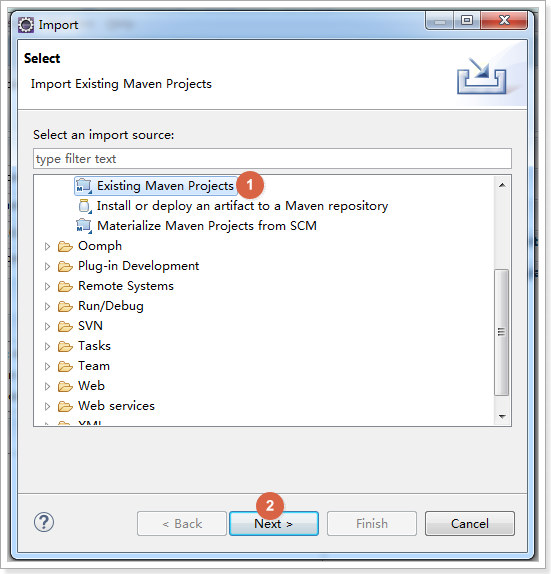 Import
Select
Import Existing Maven Projects
Select an import source:
type filter text
Existing Maven Projects 1
Install or deploy an artifact to a Maven repository
Materialize Maven Projects from SCM
Oomph
Plug-in Development
Remote Systems
Run/Debug
SVN
Tasks
Team
Web
Web services
XML
2
< Back Next > Finish Cancel